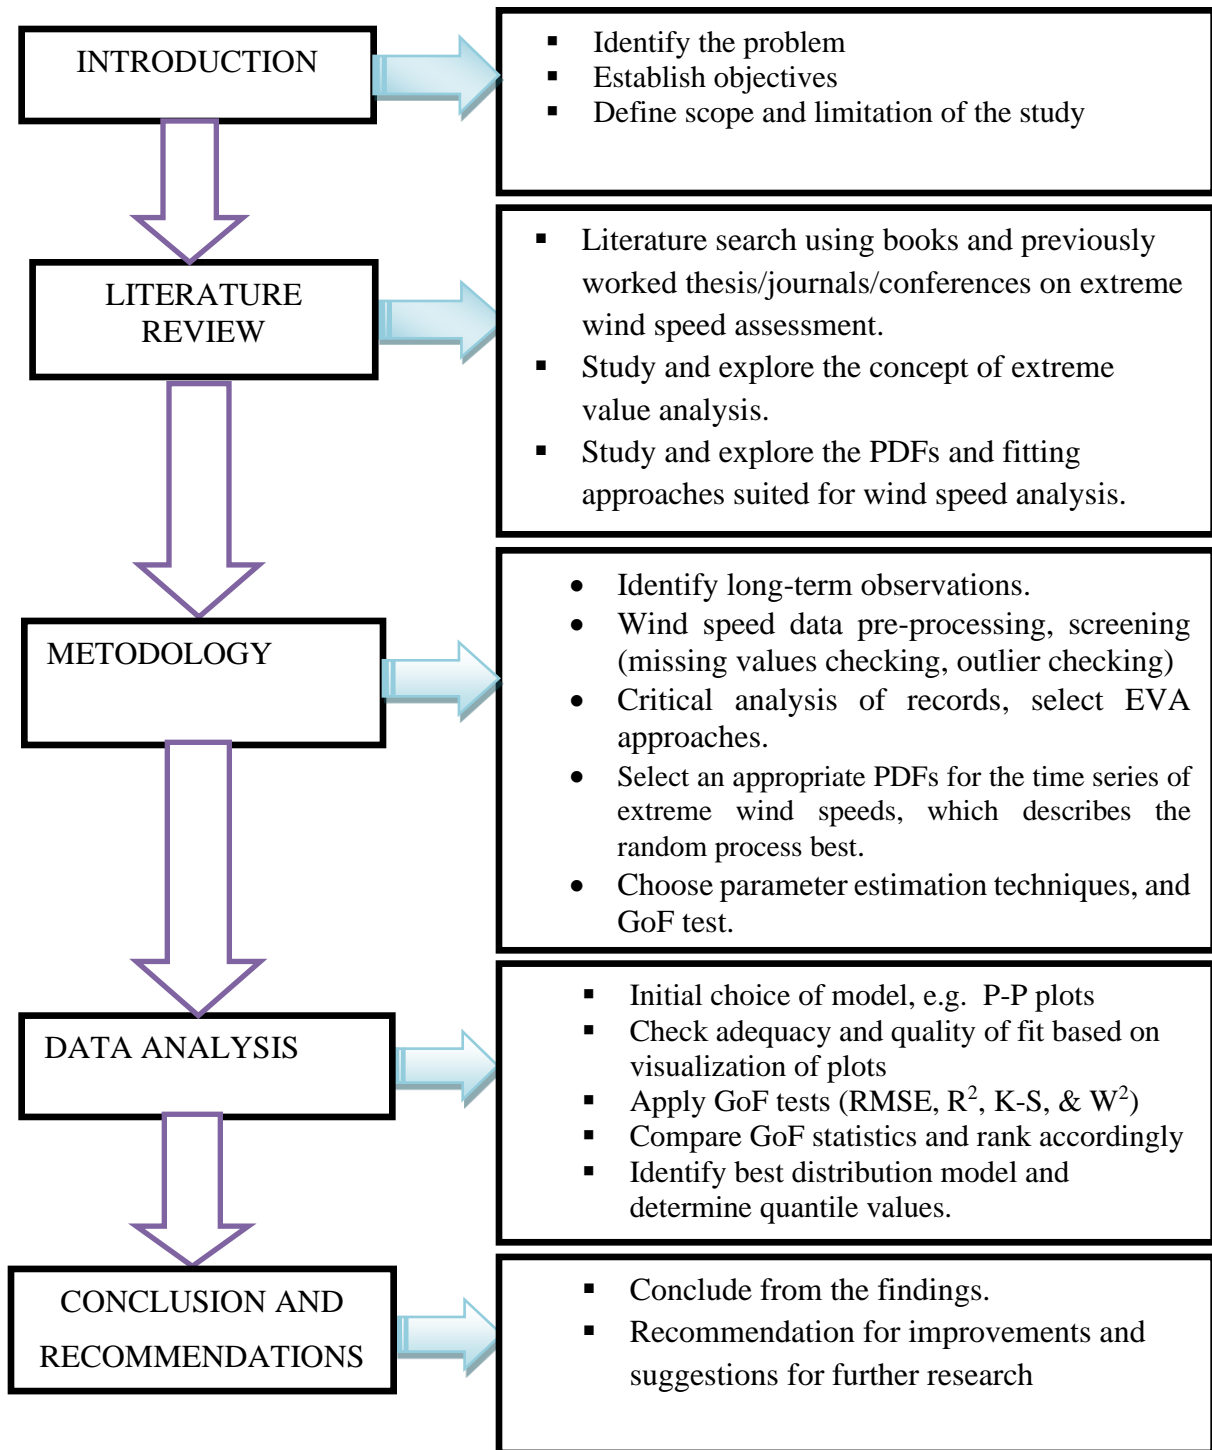 INTRODUCTION
▪ Identify the problem
▪ Establish objectives
▪ Define scope and limitation of the study
LITERATURE
REVIEW
▪ Literature search using books and previously
worked thesis/journals/conferences on extreme
wind speed assessment.
▪ Study and explore the concept of extreme
value analysis.
▪ Study and explore the PDFs and fitting
approaches suited for wind speed analysis.
METODOLOGY
• Identify long-term observations.
• Wind speed data pre-processing, screening
(missing values checking, outlier checking)
• Critical analysis of records, select EVA
approaches.
• Select an appropriate PDFs for the time series of
extreme wind speeds, which describes the
random process best.
• Choose parameter estimation techniques, and
GoF test.
DATA ANALYSIS
▪ Initial choice of model, e.g. P-P plots
▪ Check adequacy and quality of fit based on
visualization of plots
▪ Apply GoF tests (RMSE, R², K-S, & W²)
▪ Compare GoF statistics and rank accordingly
▪ Identify best distribution model and
determine quantile values.
CONCLUSION AND
RECOMMENDATIONS
▪ Conclude from the findings.
▪ Recommendation for improvements and
suggestions for further research